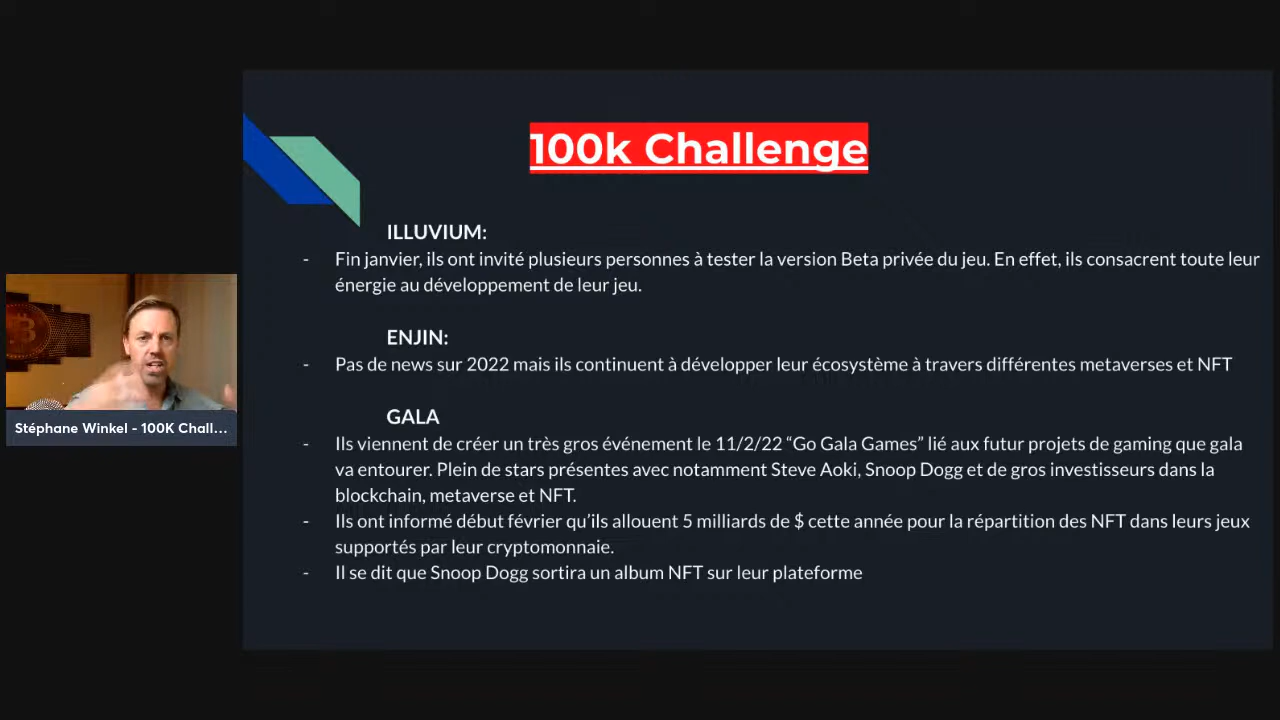 100k Challenge
ILLUVIUM:
- Fin janvier, ils ont invité plusieurs personnes à tester la version Beta privée du jeu. En effet, ils consacrent toute leur
énergie au développement de leur jeu.
ENJIN:
- Pas de news sur 2022 mais ils continuent à développer leur écosystème à travers différentes metaverses et NFT
GALA
- Ils viennent de créer un très gros événement le 11/2/22 “Go Gala Games” lié aux futur projets de gaming que gala
va entourer. Plein de stars présentes avec notamment Steve Aoki, Snoop Dogg et de gros investisseurs dans la
blockchain, metaverse et NFT.
- Ils ont informé début février qu’ils allouent 5 milliards de $ cette année pour la répartition des NFT dans leurs jeux
supportés par leur cryptomonnaie.
- Il se dit que Snoop Dogg sortira un album NFT sur leur plateforme
Stéphane Winkel - 100K Chall...